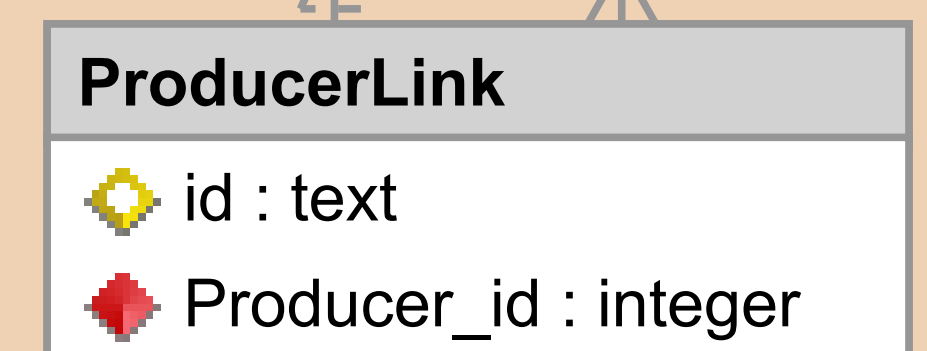 ProducerLink
id : text
Producer_id : integer